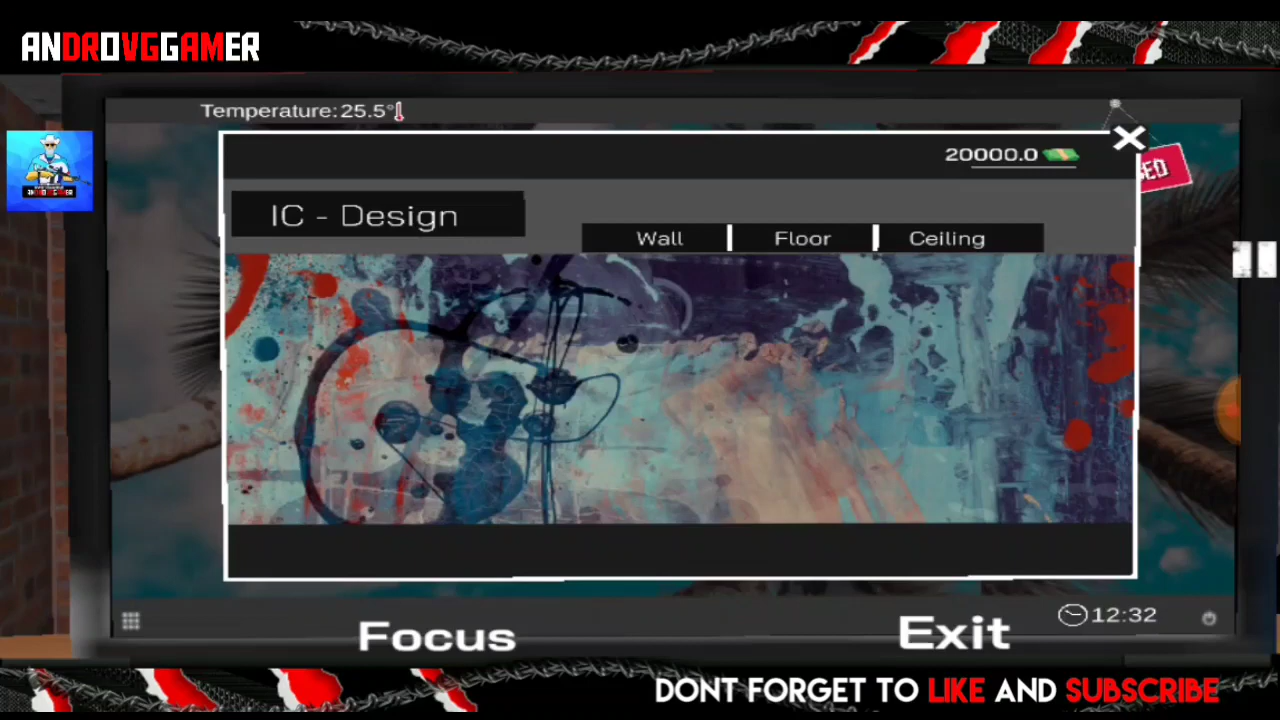 ANDROVGGAMER
Temperature: 25.5°
20000.0
IC - Design
Wall
Floor
Ceiling
Focus
Exit
12:32
DONT FORGET TO LIKE AND SUBSCRIBE